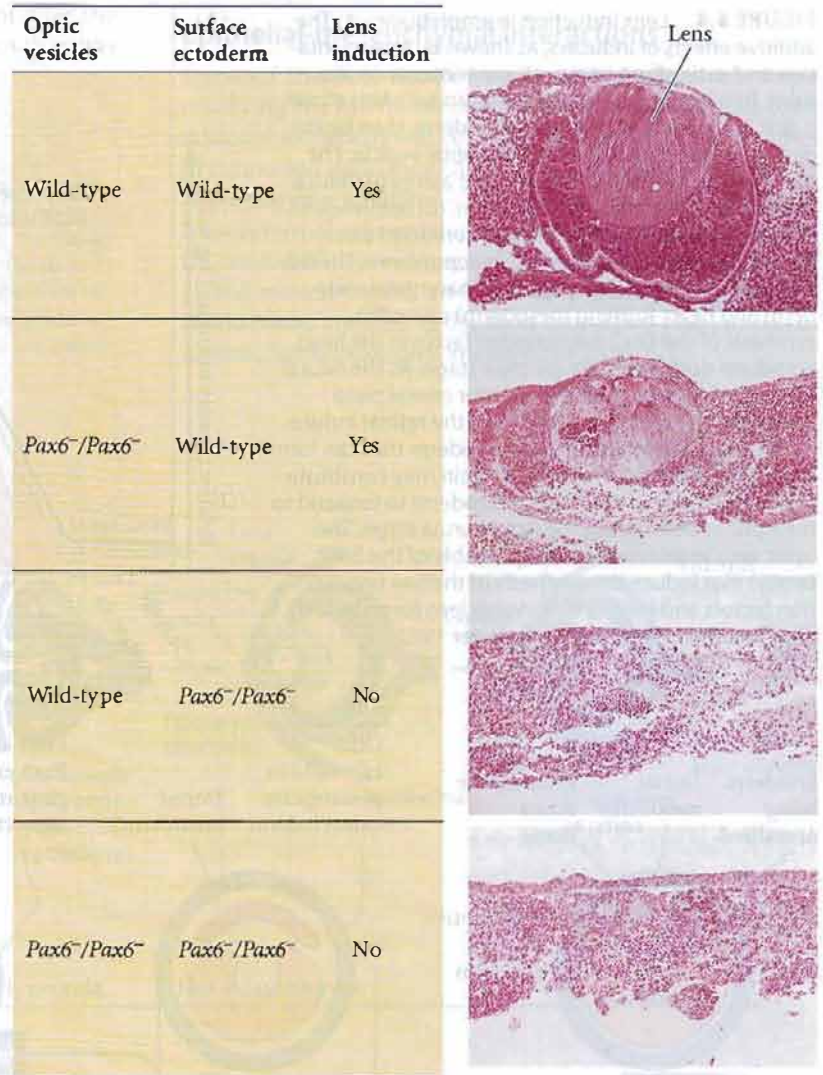 Optic vesicles
Surface ectoderm
Lens induction
Lens
Wild-type Wild-type Yes
Pax6⁻/Pax6⁻ Wild-type Yes
Wild-type Pax6⁻/Pax6⁻ No
Pax6⁻/Pax6⁻ Pax6⁻/Pax6⁻ No